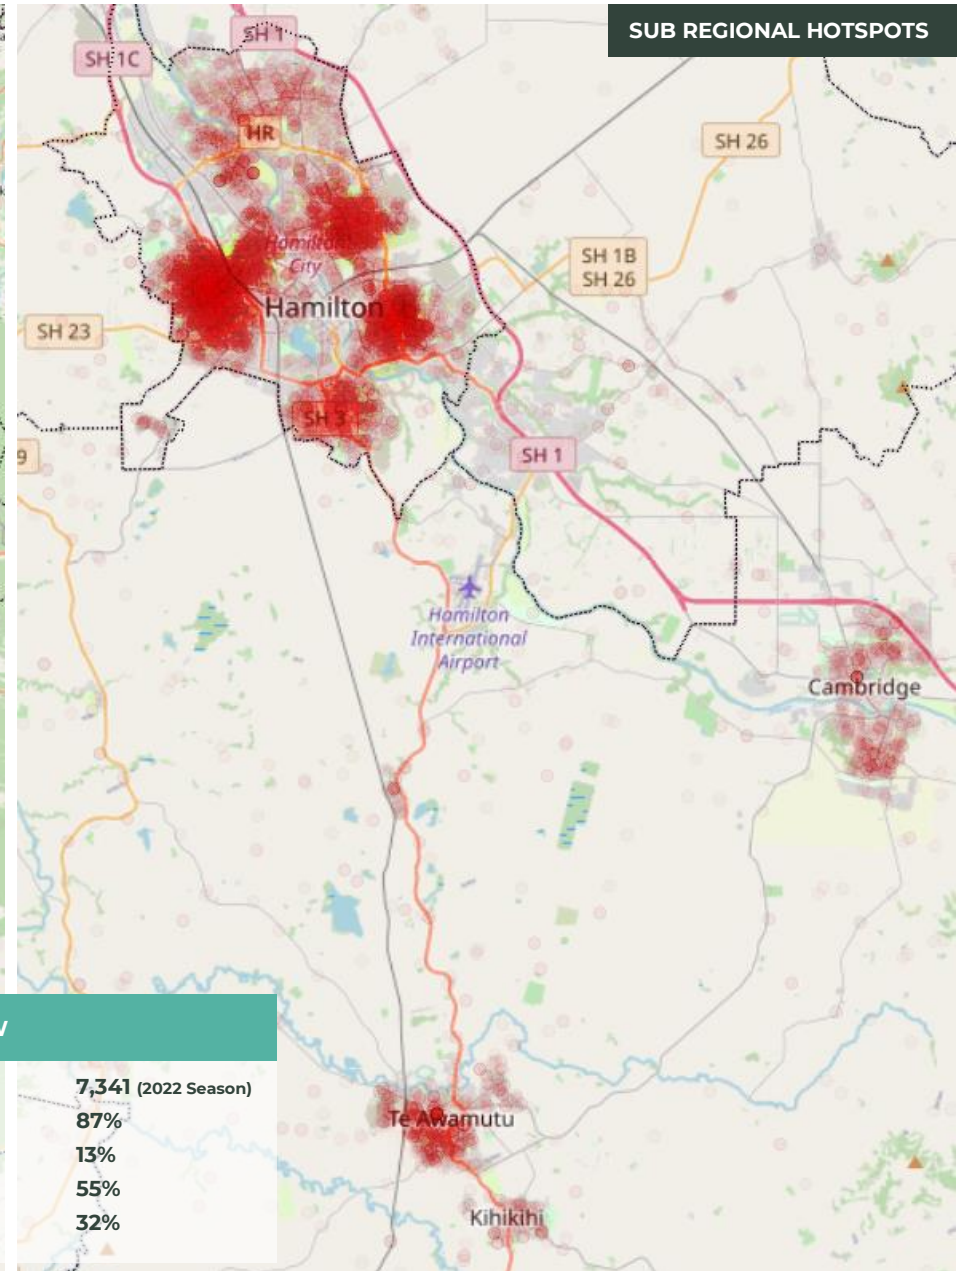 SUB REGIONAL HOTSPOTS
SH 1
SH 1C
HR
SH 26
Hamilton
City
SH 1B
SH 26
Hamilton
SH 23
SH 3
SH 1
9
Hamilton
International
Airport
Cambridge
7,341 (2022 Season)
87%
Te Awamutu
13%
55%
Kihikihi
32%